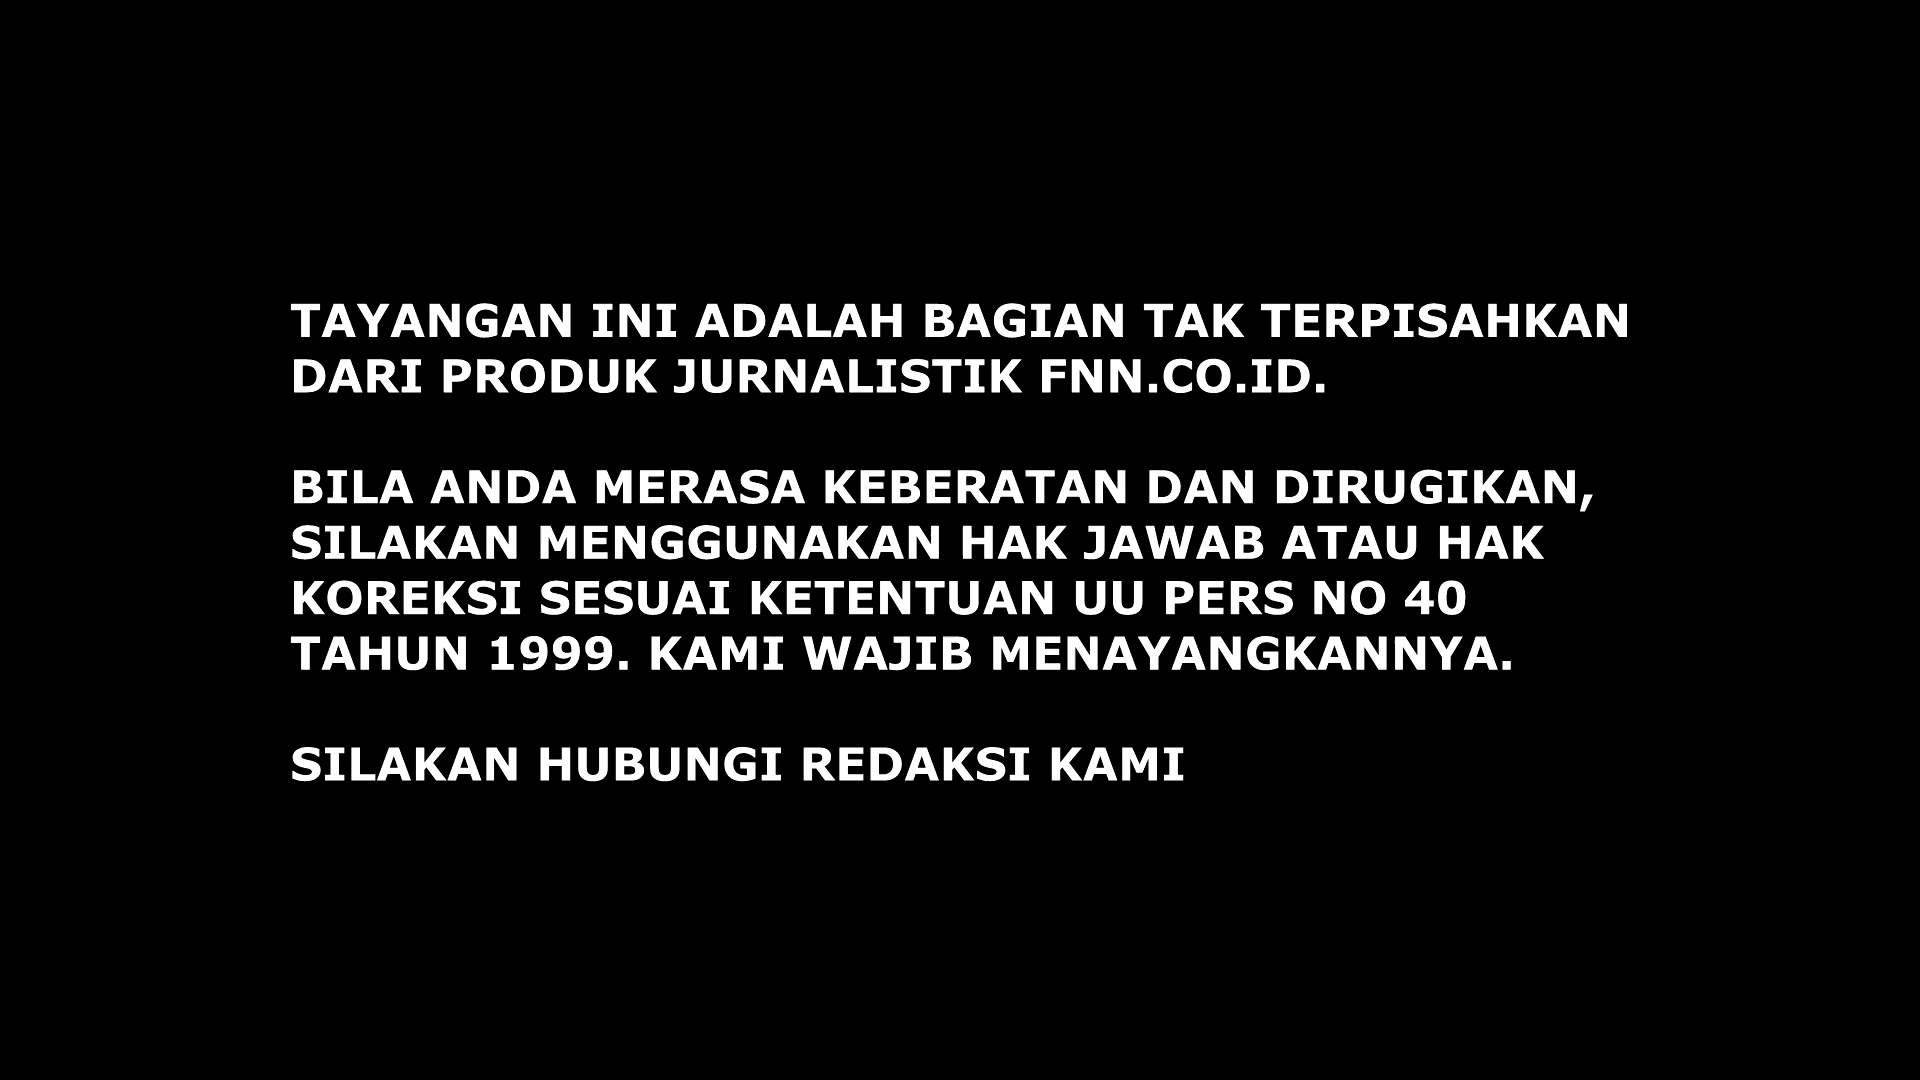 TAYANGAN INI ADALAH BAGIAN TAK TERPISAHKAN
DARI PRODUK JURNALISTIK FNN.CO.ID.
BILA ANDA MERASA KEBERATAN DAN DIRUGIKAN,
SILAKAN MENGGUNAKAN HAK JAWAB ATAU HAK
KOREKSI SESUAI KETENTUAN UU PERS NO 40
TAHUN 1999. KAMI WAJIB MENAYANGKANNYA.
SILAKAN HUBUNGI REDAKSI KAMI